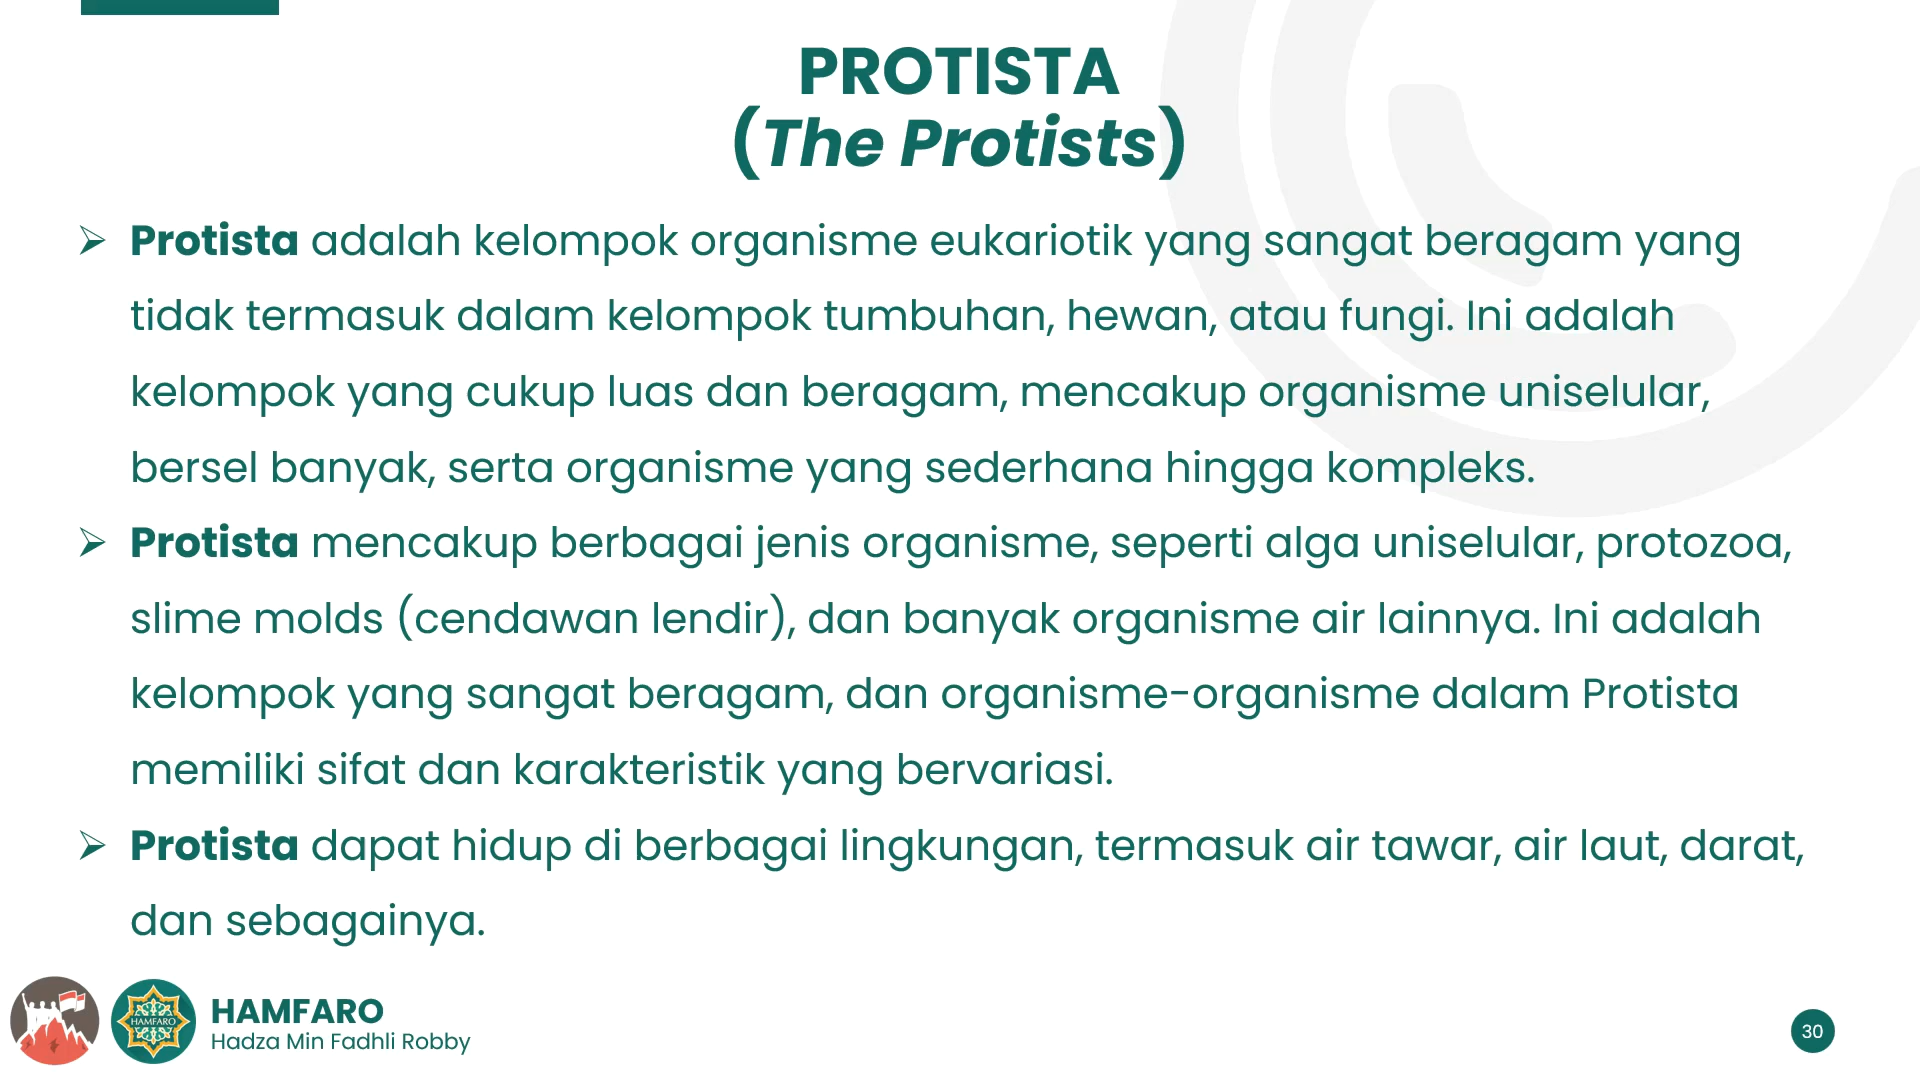 PROTISTA
(The Protists)
➢ Protista adalah kelompok organisme eukariotik yang sangat beragam yang
tidak termasuk dalam kelompok tumbuhan, hewan, atau fungi. Ini adalah
kelompok yang cukup luas dan beragam, mencakup organisme uniselular,
bersel banyak, serta organisme yang sederhana hingga kompleks.
➢ Protista mencakup berbagai jenis organisme, seperti alga uniselular, protozoa,
slime molds (cendawan lendir), dan banyak organisme air lainnya. Ini adalah
kelompok yang sangat beragam, dan organisme-organisme dalam Protista
memiliki sifat dan karakteristik yang bervariasi.
➢ Protista dapat hidup di berbagai lingkungan, termasuk air tawar, air laut, darat,
dan sebagainya.
HAMFARO
HAMFARO
Hadza Min Fadhli Robby
30